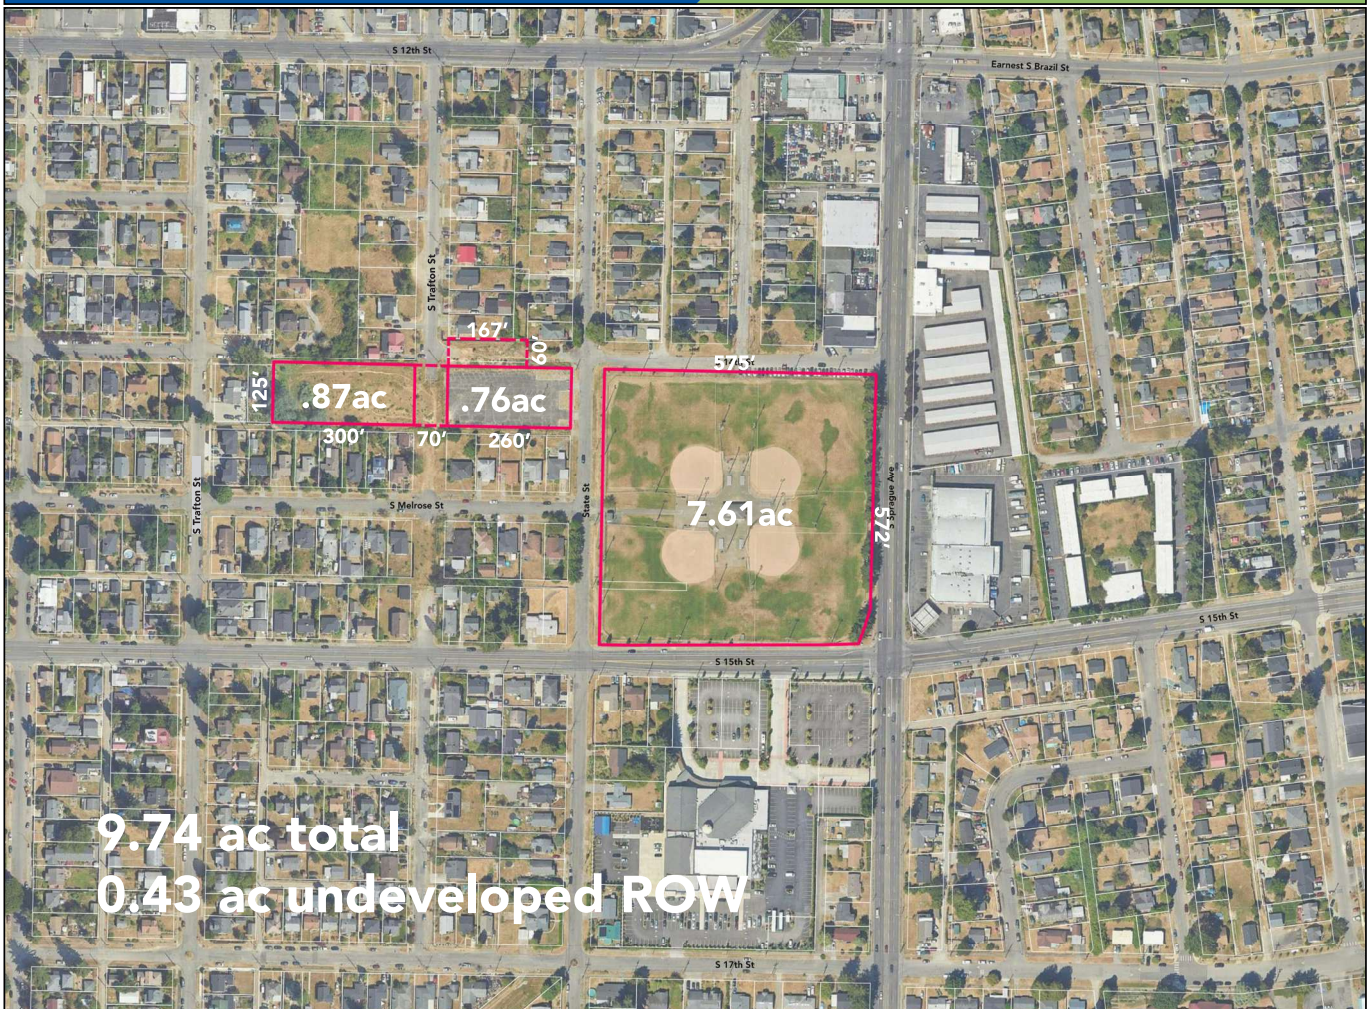 S 12th St
Earnest S Brazil St
S Trafton St
167'
60'
575'
125'
.87ac
.76ac
300'
70'
260'
S Trafton St
S Melrose St
State St
7.61ac
S Sprague Ave
572'
S 15th St
S 15th St
9.74 ac total
0.43 ac undeveloped ROW
S 17th St